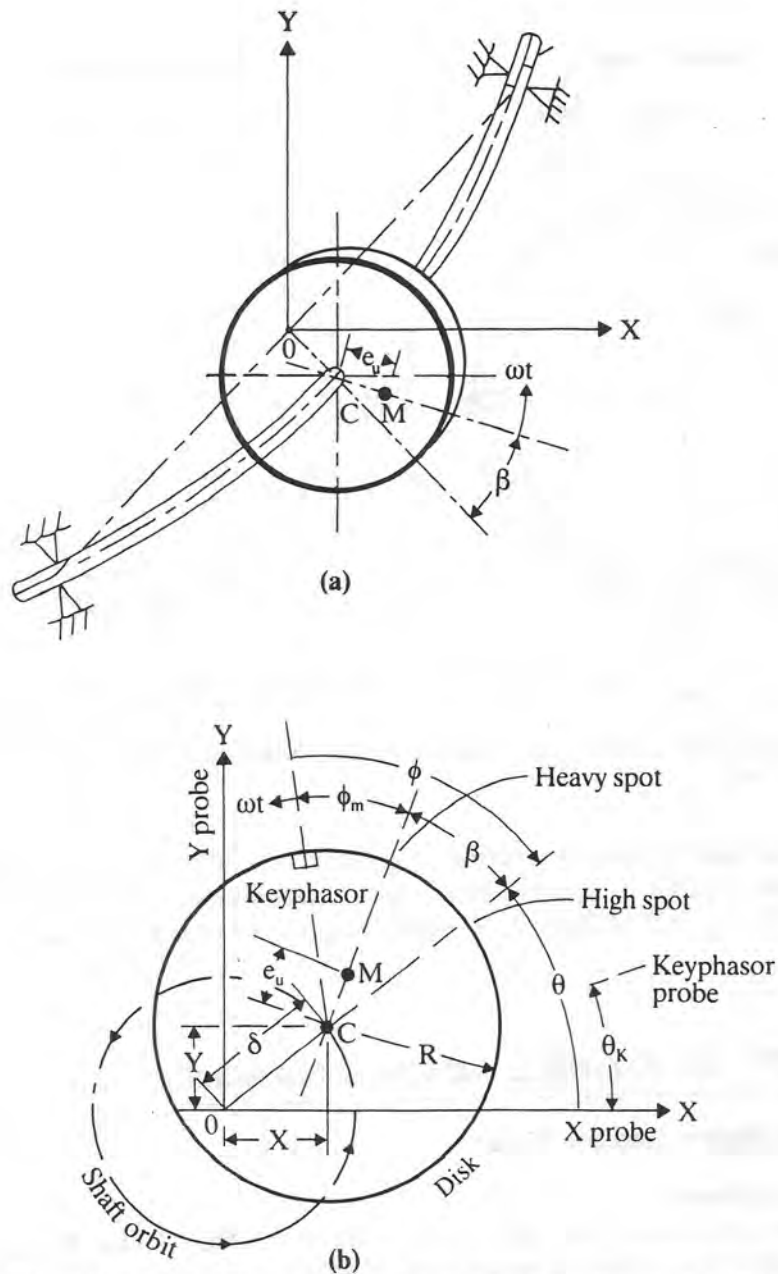 Y
X
0
e_u
ωt
C
M
β
(a)
Y
Y probe
ωt
ϕ_m
ϕ
Heavy spot
β
Keyphasor
High spot
M
e_u
θ
Keyphasor
probe
C
δ
R
θ_K
Y
0
X
X
X probe
Shaft orbit
Disk
(b)